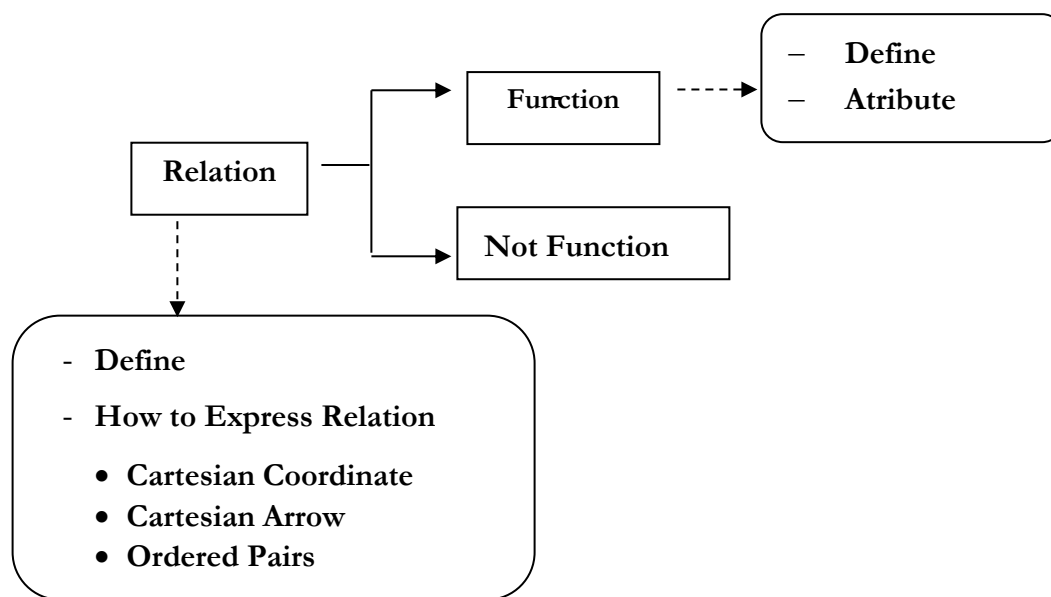 Relation
Function
– Define
– Atribute
Not Function
- Define
- How to Express Relation
• Cartesian Coordinate
• Cartesian Arrow
• Ordered Pairs